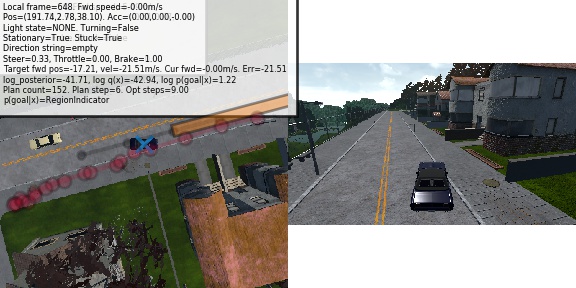 Local frame=648. Fwd speed=-0.00m/s
Pos=(191.74,2.78,38.10). Acc=(0.00,0.00,-0.00)
Light state=NONE. Turning=False
Stationary=True. Stuck=True
Direction string=empty
Steer=0.33, Throttle=0.00, Brake=1.00
Target fwd pos=-17.21, vel=-21.51m/s. Cur fwd=-0.00m/s. Err=-21.51
log_posterior=-41.71, log q(x)=-42.94, log p(goal|x)=1.22
Plan count=152. Plan step=6. Opt steps=9.00
p(goal|x)=RegionIndicator